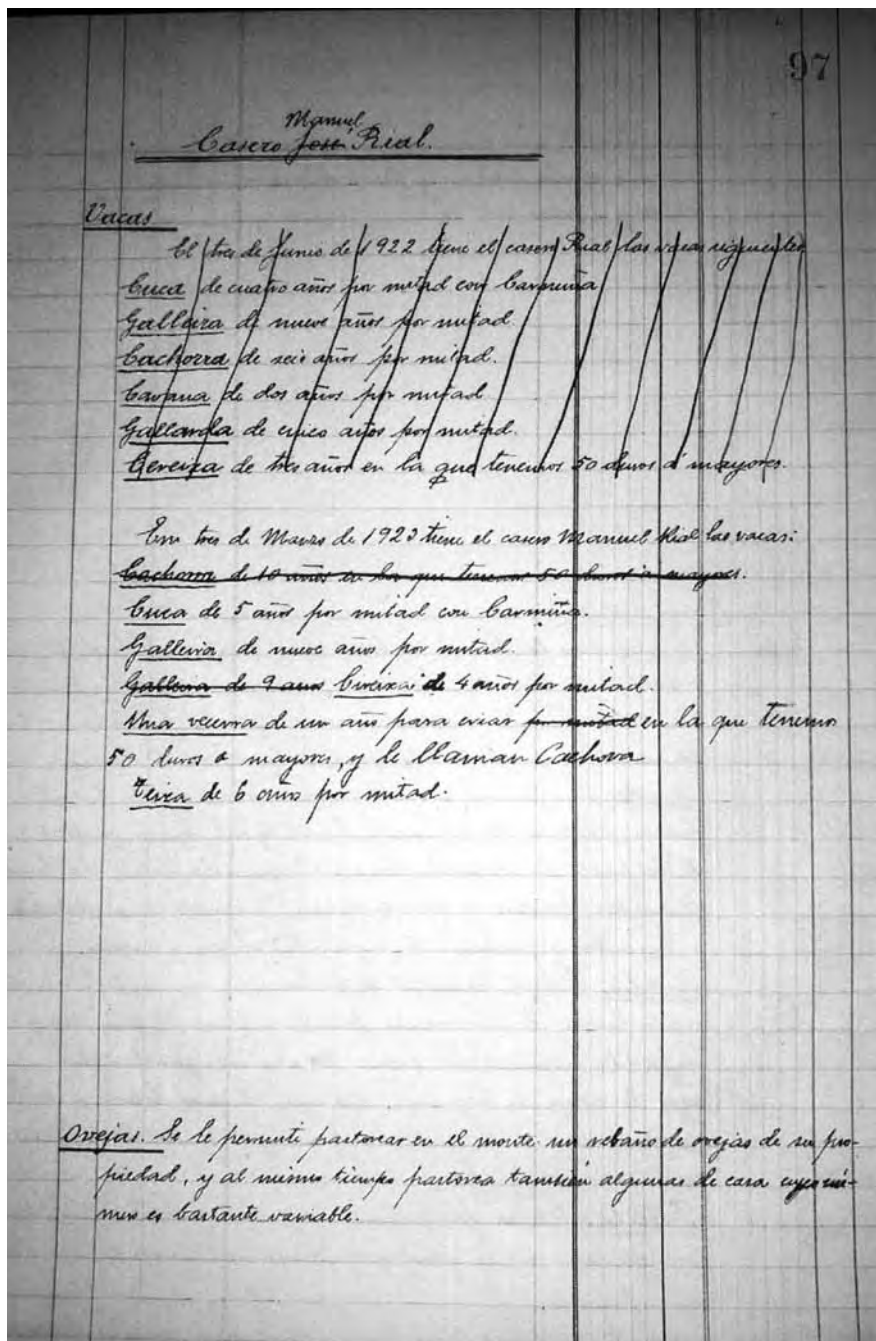 97
Manuel
Casero José Rial.
Vacas
El tres de Junio de 1922 tiene el casero Rial las vacas siguientes
Cuca de cuatro años por mitad con Carmiña
Galleira de nueve años por mitad.
Cachorra de seis años por mitad.
de dos años por mitad
Gallarda de cinco años por mitad.
Cereixa de tres años en la que tenemos 50 duros a mayores.
En tres de Marzo de 1923 tiene el casero Manuel Rial las vacas:
Cachorra de 10 años en la que tenemos 50 duros a mayores.
Cuca de 5 años por mitad con Carmiña.
Galleira de nueve años por mitad.
Galleira de 9 años Cireixa de 4 años por mitad.
Una becerra de un año para criar por mitad en la que tenemos
50 duros a mayores, y le llaman Cachora
Teixa de 6 años por mitad.
Ovejas. Se le permite pastorear en el monte un rebaño de ovejas de su pro-
piedad, y al mismo tiempo pastorea también algunas de casa cuyo nú-
mero es bastante variable.